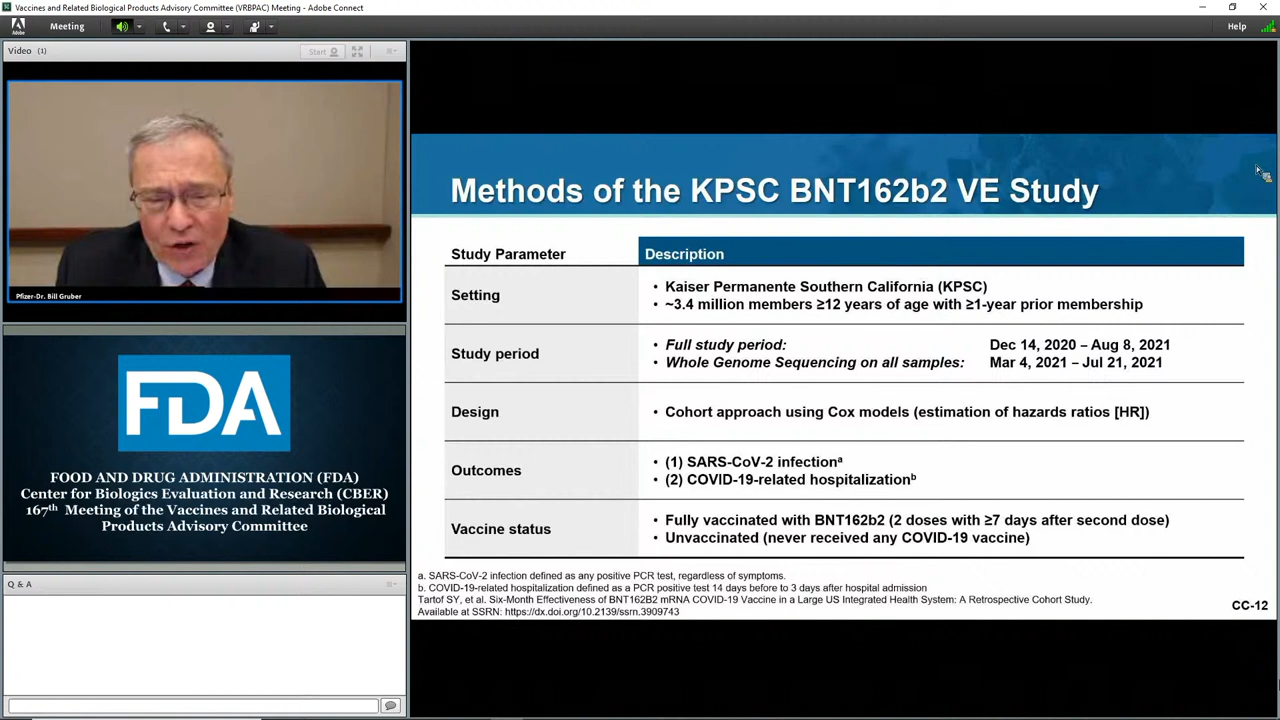 Vaccines and Related Biological Products Advisory Committee (VRBPAC) Meeting - Adobe Connect
Meeting
Help
Video (1)
Start
Pfizer-Dr. Bill Gruber
FDA
FOOD AND DRUG ADMINISTRATION (FDA)
Center for Biologics Evaluation and Research (CBER)
167th Meeting of the Vaccines and Related Biological
Products Advisory Committee
Q & A
Methods of the KPSC BNT162b2 VE Study
Study Parameter
Description
Setting
• Kaiser Permanente Southern California (KPSC)
• ~3.4 million members ≥12 years of age with ≥1-year prior membership
Study period
• Full study period: Dec 14, 2020 – Aug 8, 2021
• Whole Genome Sequencing on all samples: Mar 4, 2021 – Jul 21, 2021
Design
• Cohort approach using Cox models (estimation of hazards ratios [HR])
Outcomes
• (1) SARS-CoV-2 infectionᵃ
• (2) COVID-19-related hospitalizationᵇ
Vaccine status
• Fully vaccinated with BNT162b2 (2 doses with ≥7 days after second dose)
• Unvaccinated (never received any COVID-19 vaccine)
a. SARS-CoV-2 infection defined as any positive PCR test, regardless of symptoms.
b. COVID-19-related hospitalization defined as a PCR positive test 14 days before to 3 days after hospital admission
Tartof SY, et al. Six-Month Effectiveness of BNT162B2 mRNA COVID-19 Vaccine in a Large US Integrated Health System: A Retrospective Cohort Study.
Available at SSRN: https://dx.doi.org/10.2139/ssrn.3909743
CC-12